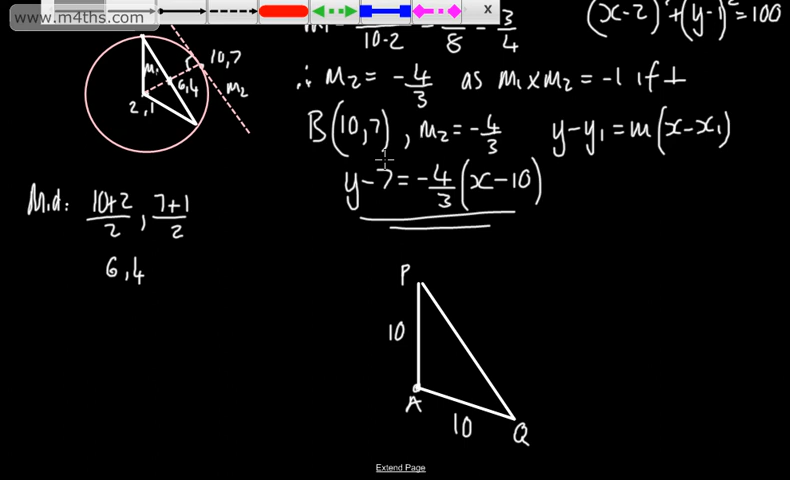 www.m4ths.com
x
10-2 = 8 = 3/4
(x-2)²+(y-1)²=100
∴ m₂ = -4/3 as m₁ x m₂ = -1 if ⊥
B(10,7), m₂ = -4/3 y-y₁ = m(x-x₁)
y-7 = -4/3(x-10)
10,7
m₁
6,4
m₂
2,1
Mid: 10+2/2, 7+1/2
6,4
P
10
A
10
Q
Extend Page